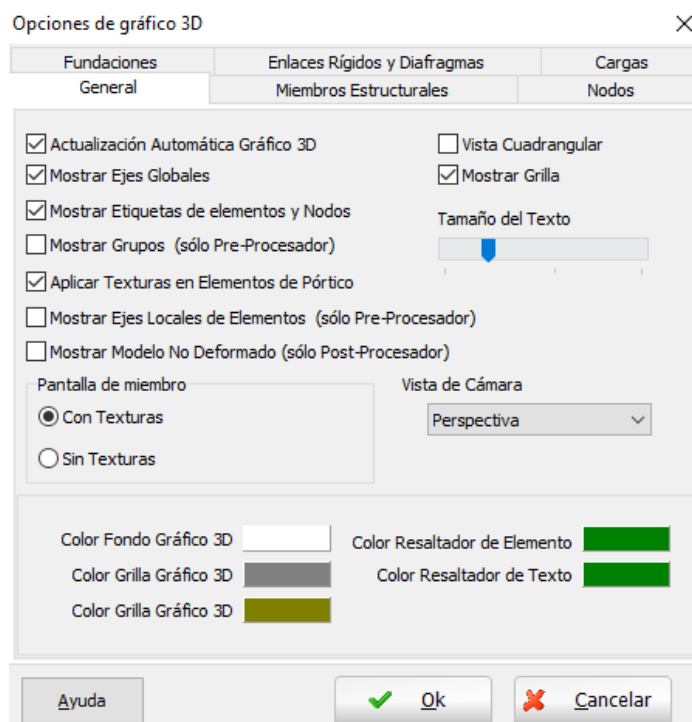 Opciones de gráfico 3D
Fundaciones
Enlaces Rígidos y Diafragmas
Cargas
General
Miembros Estructurales
Nodos
Actualización Automática Gráfico 3D
Vista Cuadrangular
Mostrar Ejes Globales
Mostrar Grilla
Mostrar Etiquetas de elementos y Nodos
Tamaño del Texto
Mostrar Grupos (sólo Pre-Procesador)
Aplicar Texturas en Elementos de Pórtico
Mostrar Ejes Locales de Elementos (sólo Pre-Procesador)
Mostrar Modelo No Deformado (sólo Post-Procesador)
Pantalla de miembro
Vista de Cámara
Con Texturas
Perspectiva
Sin Texturas
Color Fondo Gráfico 3D
Color Resaltador de Elemento
Color Grilla Gráfico 3D
Color Resaltador de Texto
Color Grilla Gráfico 3D
Ayuda
Ok
Cancelar